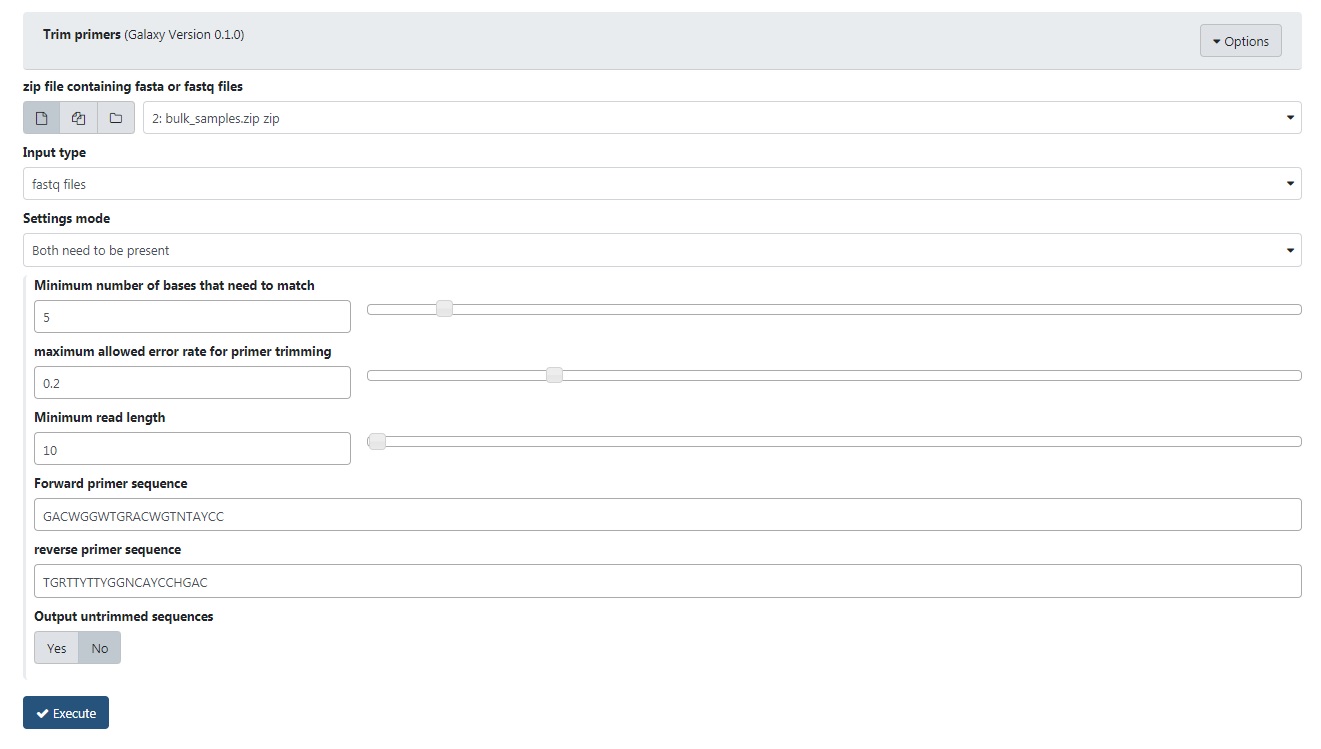 Trim primers (Galaxy Version 0.1.0)
Options
zip file containing fasta or fastq files
2: bulk_samples.zip zip
Input type
fastq files
Settings mode
Both need to be present
Minimum number of bases that need to match
5
maximum allowed error rate for primer trimming
0.2
Minimum read length
10
Forward primer sequence
GACWGGWTGRACWGTNTAYCC
reverse primer sequence
TGRTTYTTYGGNCAYCCHGAC
Output untrimmed sequences
Yes No
Execute